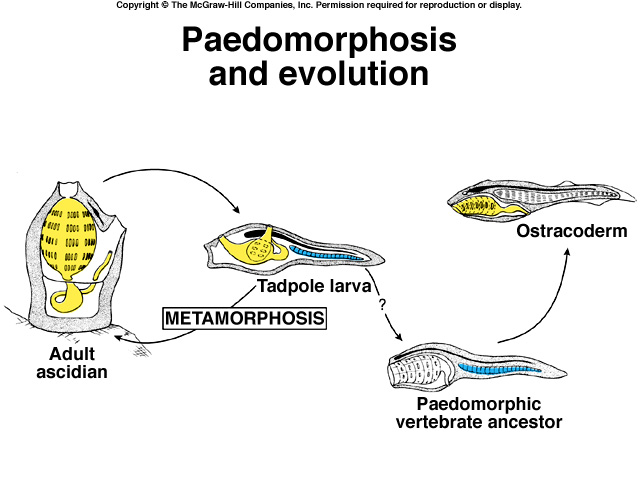 Copyright © The McGraw-Hill Companies, Inc. Permission required for reproduction or display.
Paedomorphosis
and evolution
Ostracoderm
Tadpole larva
?
METAMORPHOSIS
Adult
ascidian
Paedomorphic
vertebrate ancestor